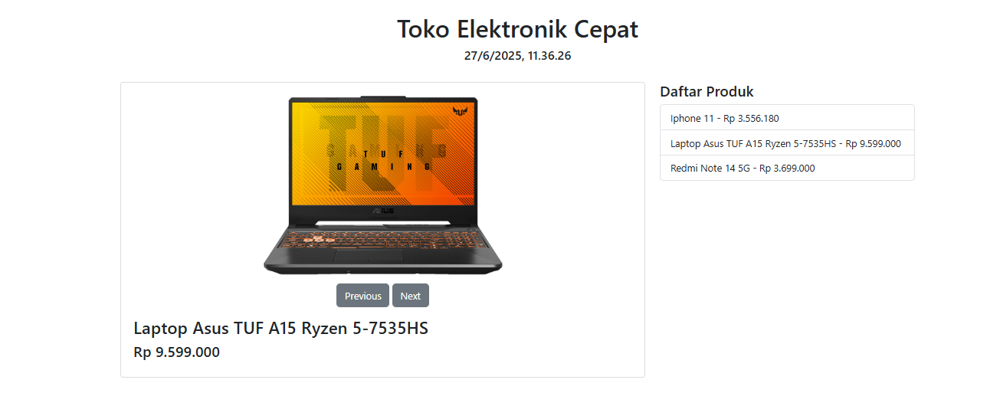 Toko Elektronik Cepat
27/6/2025, 11.36.26
TUF
GAMING
TUF
GAMING
ASUS
Previous
Next
Laptop Asus TUF A15 Ryzen 5-7535HS
Rp 9.599.000
Daftar Produk
Iphone 11 - Rp 3.556.180
Laptop Asus TUF A15 Ryzen 5-7535HS - Rp 9.599.000
Redmi Note 14 5G - Rp 3.699.000